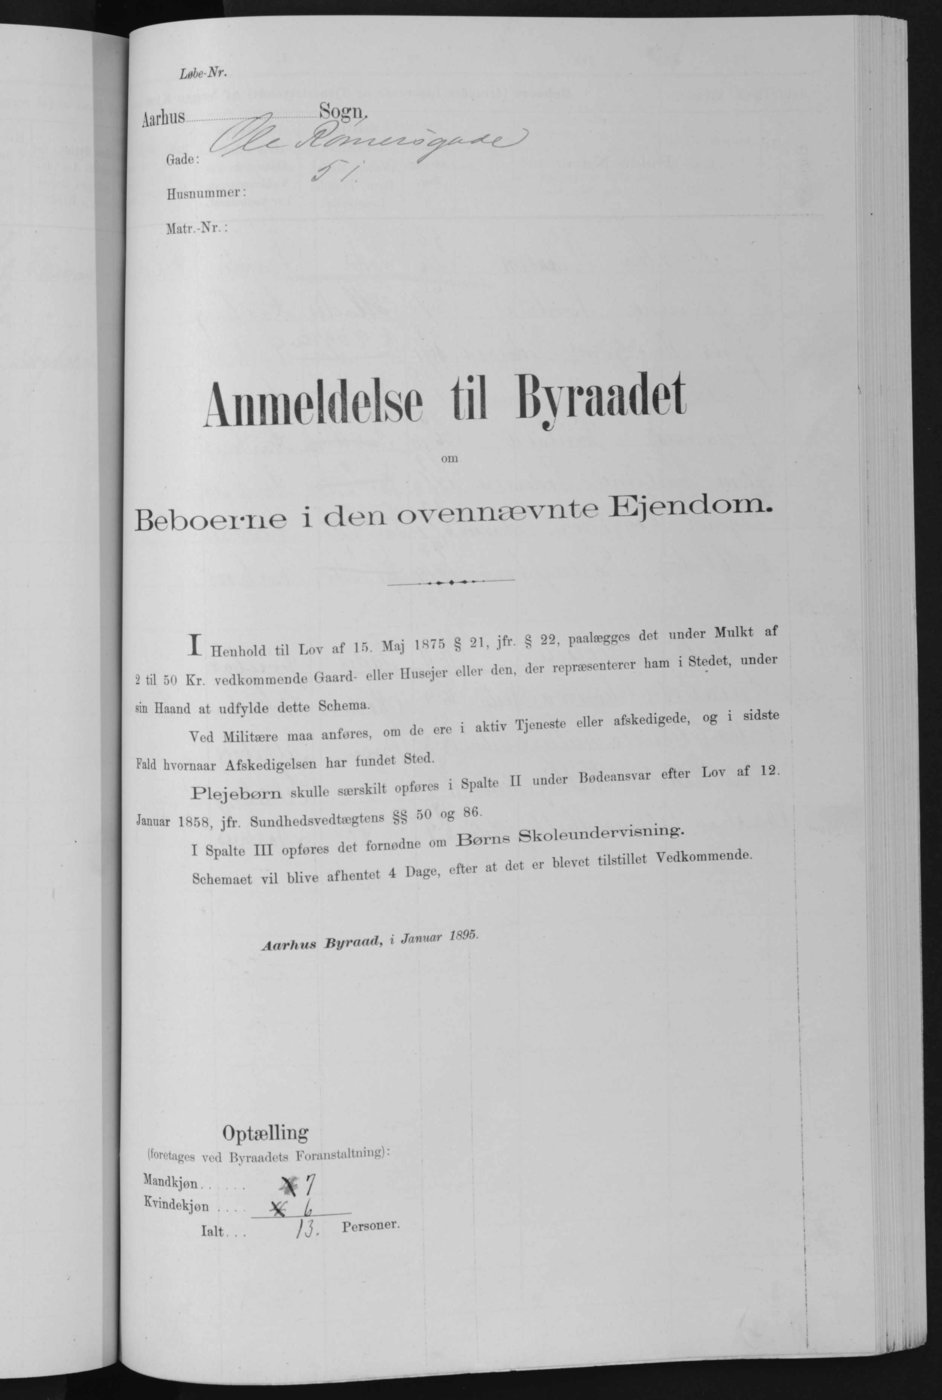 Løbe-Nr.
Aarhus Sogn.
Gade: Ole Rømersgade
Husnummer: 51.
Matr.-Nr.:
Anmeldelse til Byraadet
om
Beboerne i den ovennævnte Ejendom.
I Henhold til Lov af 15. Maj 1875 § 21, jfr. § 22, paalægges det under Mulkt af
2 til 50 Kr. vedkommende Gaard- eller Husejer eller den, der repræsenterer ham i Stedet, under
sin Haand at udfylde dette Schema.
Ved Militære maa anføres, om de ere i aktiv Tjeneste eller afskedigede, og i sidste
Fald hvornaar Afskedigelsen har fundet Sted.
Plejebørn skulle særskilt opføres i Spalte II under Bødeansvar efter Lov af 12.
Januar 1858, jfr. Sundhedsvedtægtens §§ 50 og 86.
I Spalte III opføres det fornødne om Børns Skoleundervisning.
Schemaet vil blive afhentet 4 Dage, efter at det er blevet tilstillet Vedkommende.
Aarhus Byraad, i Januar 1895.
Optælling
(foretages ved Byraadets Foranstaltning):
Mandkjøn...... 7
Kvindekjøn .... 6
Ialt... 13. Personer.